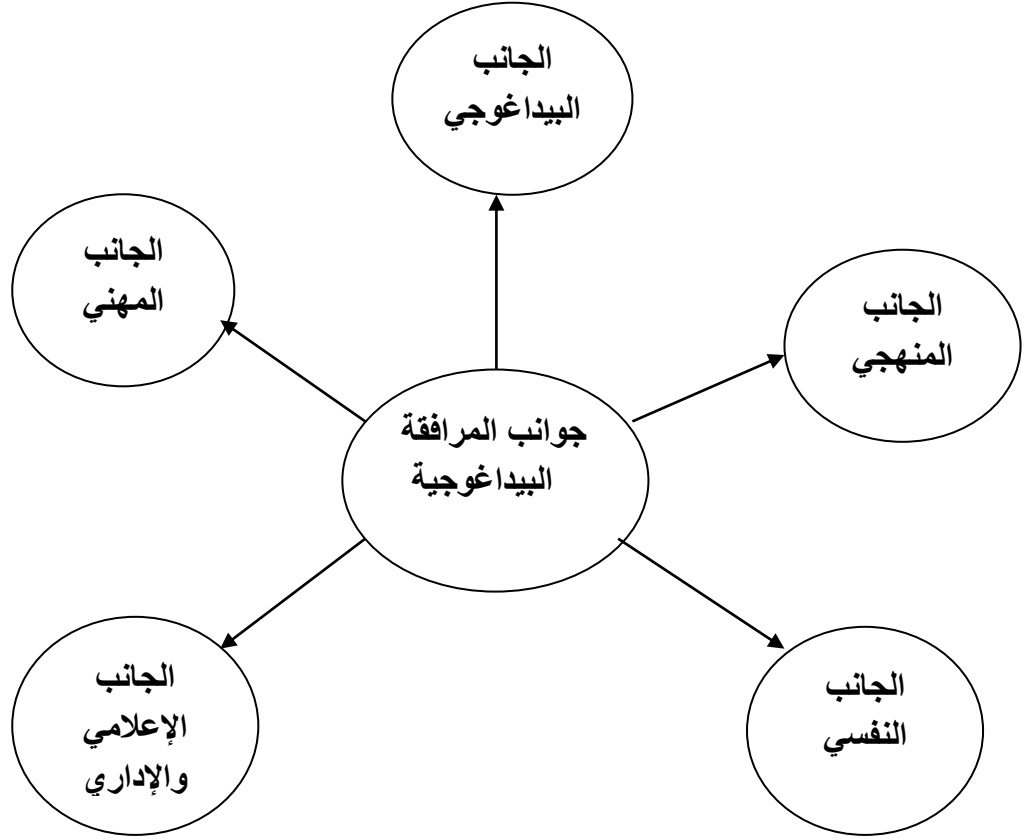 الجانب
البيداغوجي
الجانب
المنهجي
الجانب
المهني
جوانب المرافقة
البيداغوجية
الجانب
النفسي
الجانب
الإعلامي
والإداري